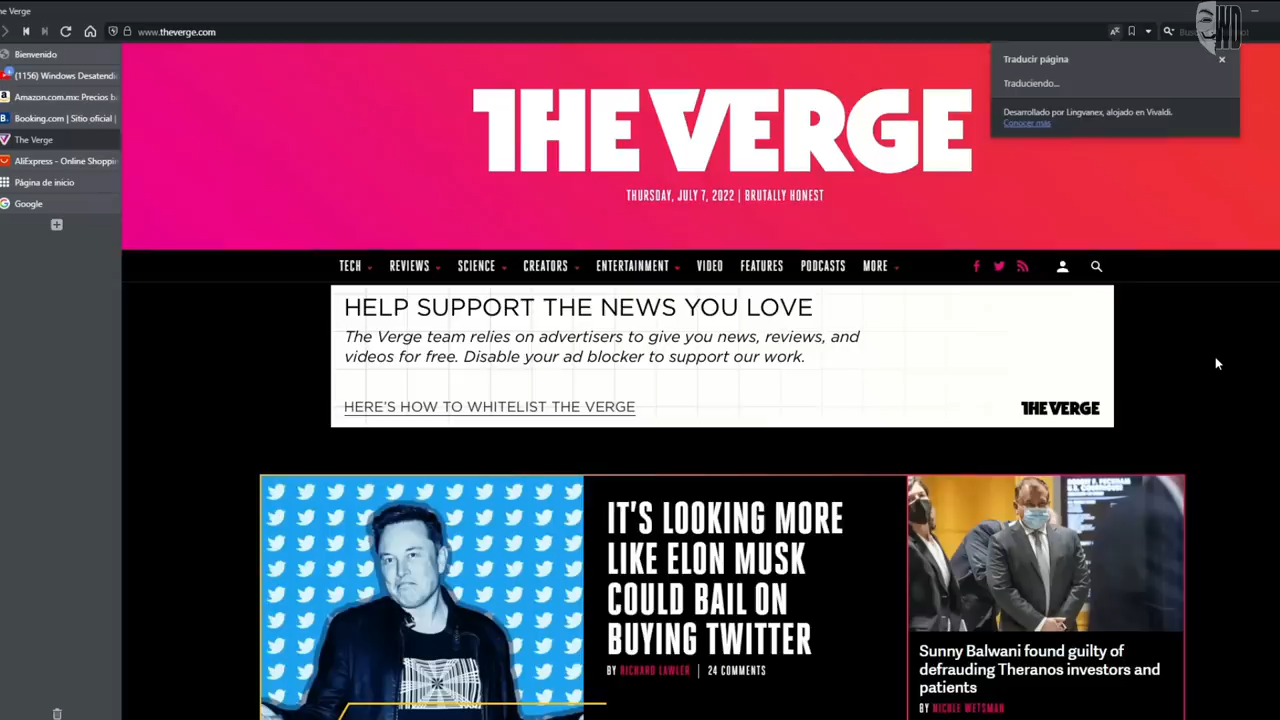 he Verge
www.theverge.com
Bienvenido
(1156) Windows Desatendi
Amazon.com.mx: Precios b
Booking.com | Sitio oficial |
The Verge
AliExpress - Online Shoppin
Página de inicio
Google
Traducir página
Traduciendo...
Desarrollado por Lingvanex, alojado en Vivaldi.
Conocer más
THE VERGE
THURSDAY, JULY 7, 2022 | BRUTALLY HONEST
TECH REVIEWS SCIENCE CREATORS ENTERTAINMENT VIDEO FEATURES PODCASTS MORE
HELP SUPPORT THE NEWS YOU LOVE
The Verge team relies on advertisers to give you news, reviews, and
videos for free. Disable your ad blocker to support our work.
HERE'S HOW TO WHITELIST THE VERGE
THE VERGE
IT'S LOOKING MORE
LIKE ELON MUSK
COULD BAIL ON
BUYING TWITTER
BY RICHARD LAWLER | 24 COMMENTS
Sunny Balwani found guilty of
defrauding Theranos investors and
patients
BY NICOLE WETSMAN